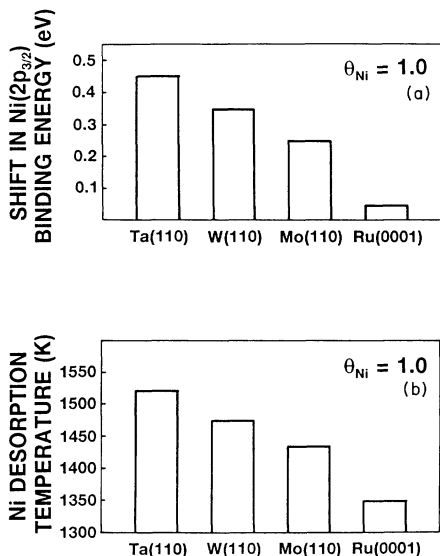 SHIFT IN Ni(2p3/2)
BINDING ENERGY (eV)
0.5
0.4
0.3
0.2
0.1
θNi = 1.0
(a)
Ta(110) W(110) Mo(110) Ru(0001)
Ni DESORPTION
TEMPERATURE (K)
1550
1500
1450
1400
1350
1300
θNi = 1.0
(b)
Ta(110) W(110) Mo(110) Ru(0001)